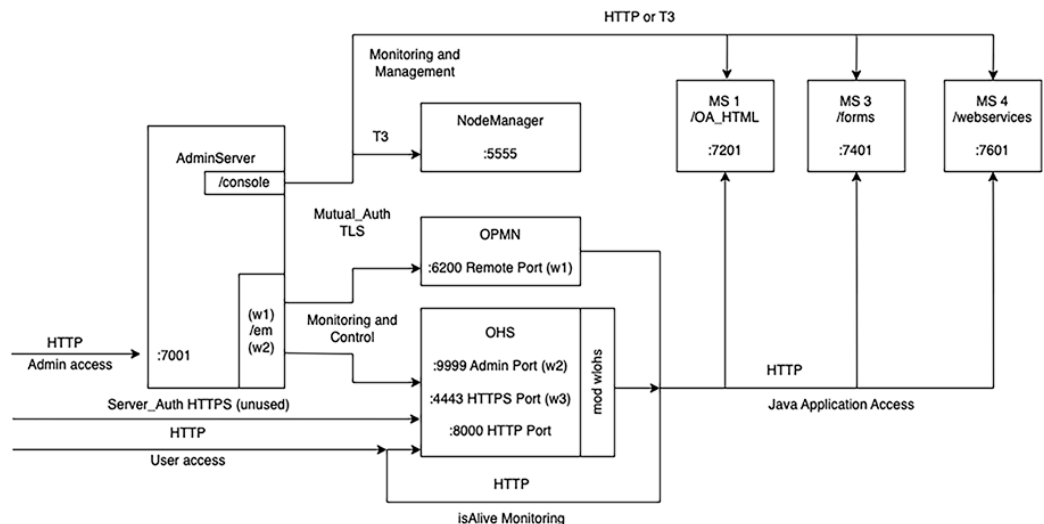 HTTP or T3
Monitoring and
Management
MS 1
/OA_HTML
:7201
MS 3
/forms
:7401
MS 4
/webservices
:7601
NodeManager
:5555
T3
AdminServer
/console
Mutual_Auth
TLS
OPMN
:6200 Remote Port (w1)
(w1)
/em
(w2)
Monitoring and
Control
OHS
:9999 Admin Port (w2)
:4443 HTTPS Port (w3)
:8000 HTTP Port
mod wlohs
HTTP
Admin access
:7001
HTTP
Java Application Access
Server_Auth HTTPS (unused)
HTTP
User access
HTTP
isAlive Monitoring